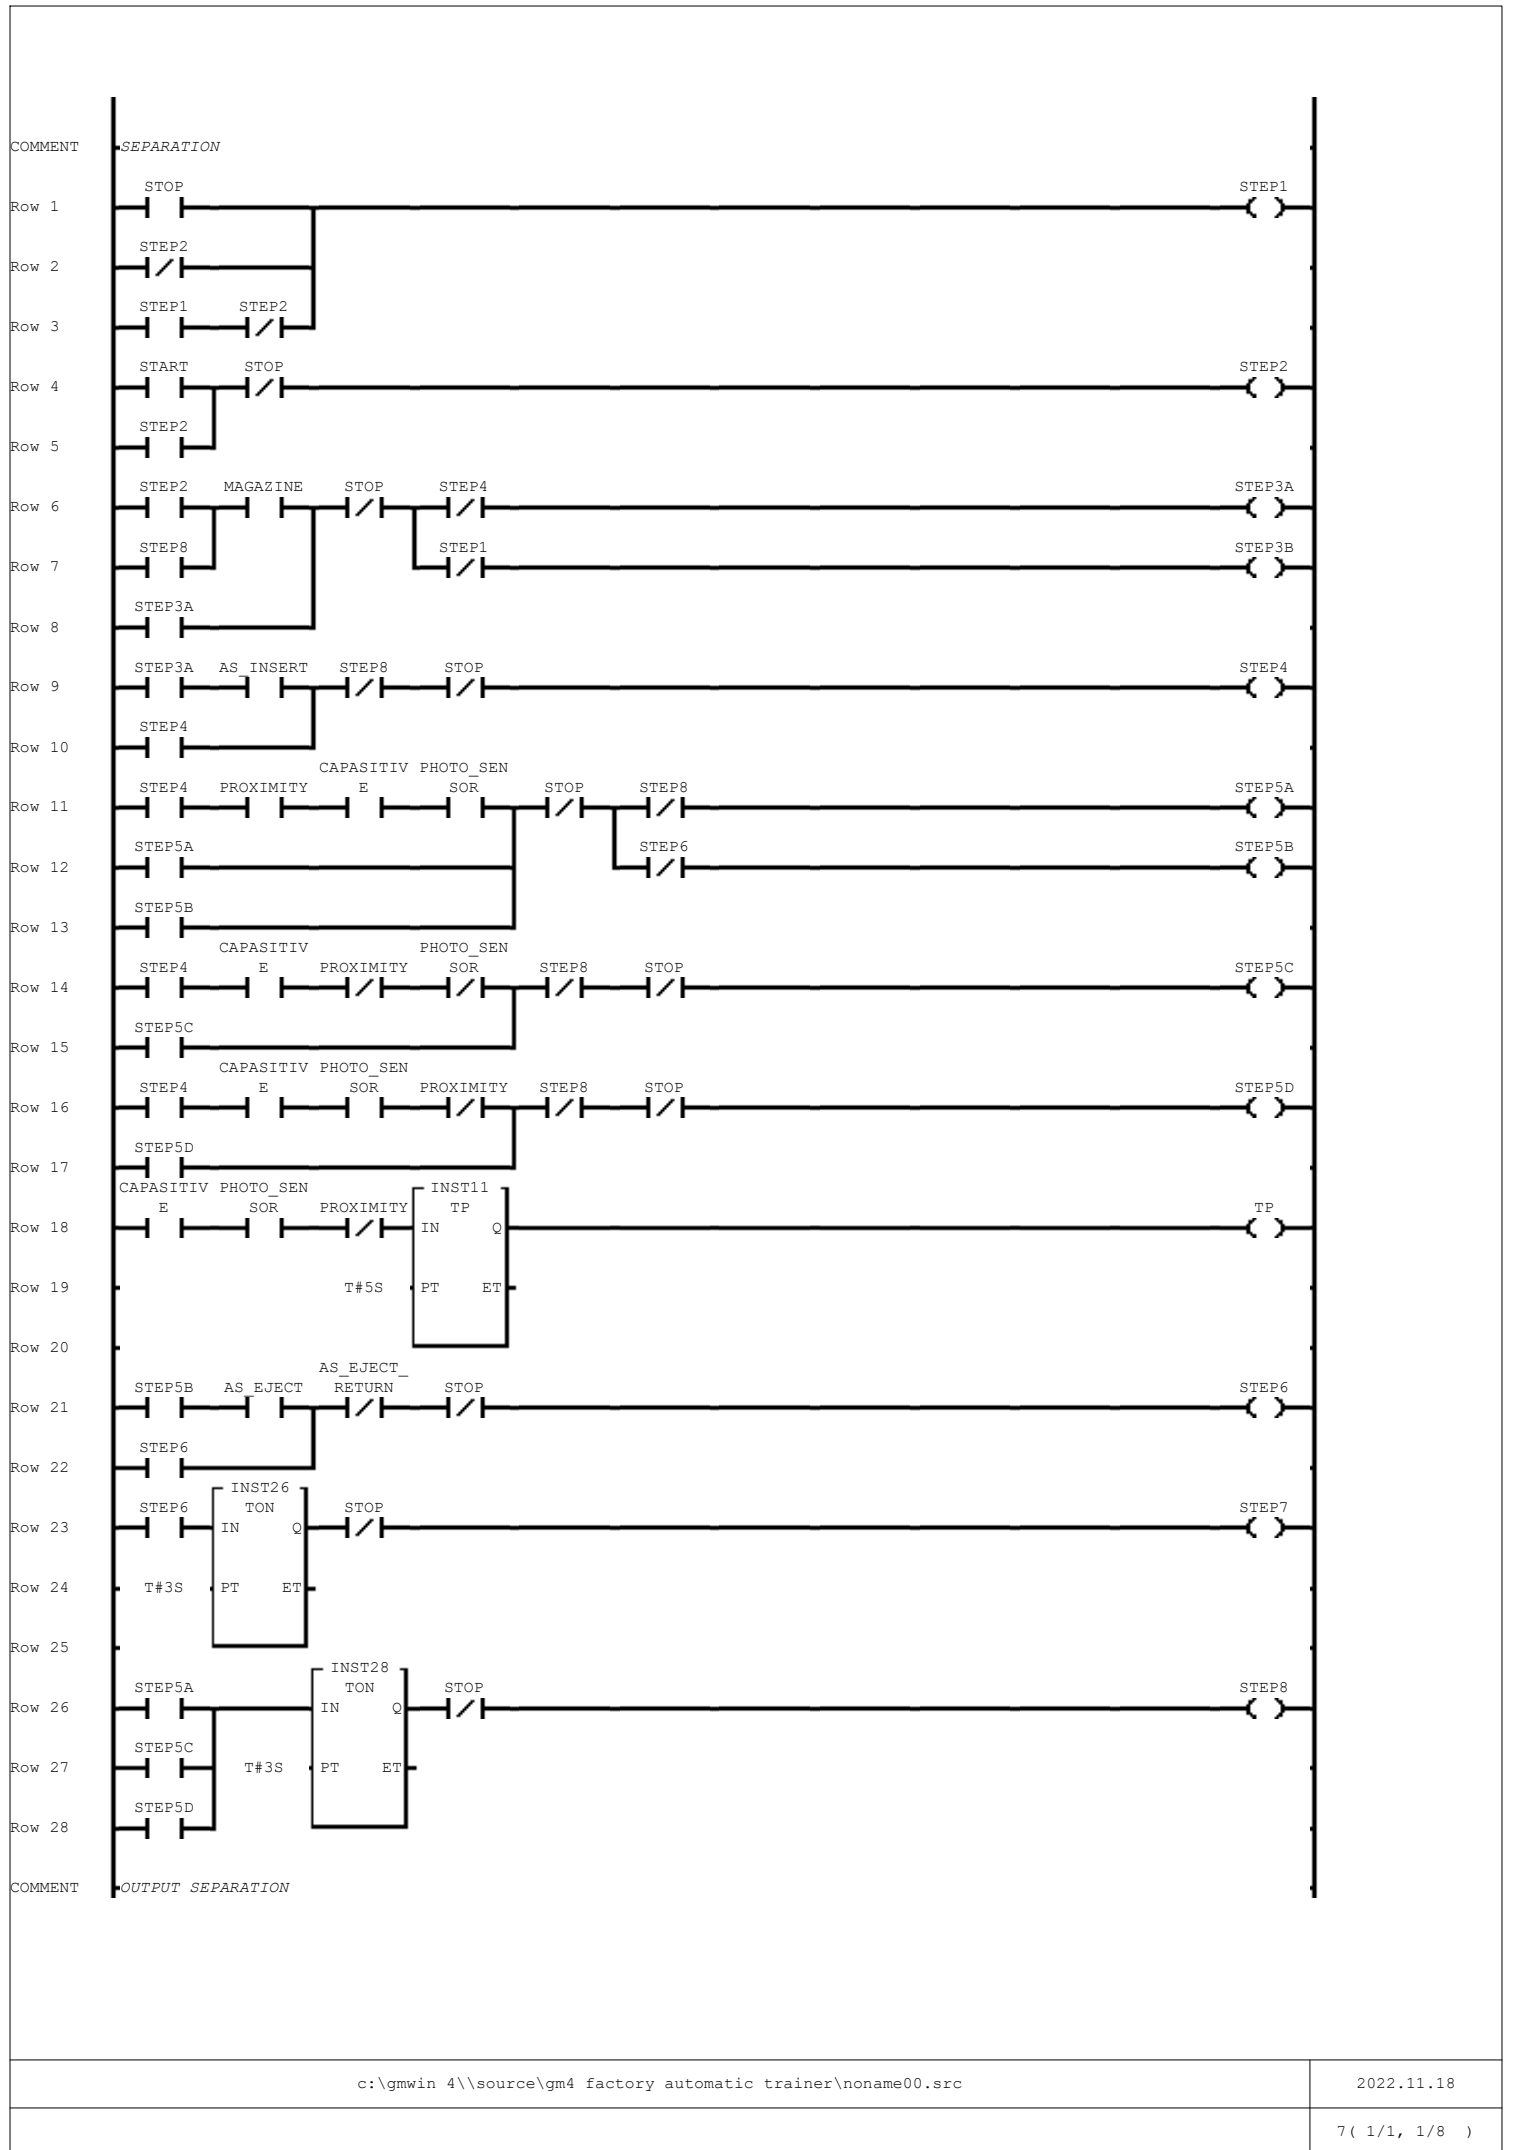 COMMENT SEPARATION
STOP STEP1
Row 1
STEP2
Row 2
STEP1 STEP2
Row 3
START STOP STEP2
Row 4
STEP2
Row 5
STEP2 MAGAZINE STOP STEP4 STEP3A
Row 6
STEP8 STEP1 STEP3B
Row 7
STEP3A
Row 8
STEP3A AS_INSERT STEP8 STOP STEP4
Row 9
STEP4
Row 10
CAPASITIV PHOTO_SEN
STEP4 PROXIMITY E SOR STOP STEP8 STEP5A
Row 11
STEP5A STEP6 STEP5B
Row 12
STEP5B
Row 13
CAPASITIV PHOTO_SEN
STEP4 E PROXIMITY SOR STEP8 STOP STEP5C
Row 14
STEP5C
Row 15
CAPASITIV PHOTO_SEN
STEP4 E SOR PROXIMITY STEP8 STOP STEP5D
Row 16
STEP5D
Row 17
CAPASITIV PHOTO_SEN INST11
E SOR PROXIMITY TP TP
Row 18 IN Q
Row 19 T#5S PT ET
Row 20
AS_EJECT_
STEP5B AS_EJECT RETURN STOP STEP6
Row 21
STEP6
Row 22
INST26
STEP6 TON STOP STEP7
Row 23 IN Q
Row 24 T#3S PT ET
Row 25
INST28
STEP5A TON STOP STEP8
Row 26 IN Q
STEP5C
Row 27 T#3S PT ET
STEP5D
Row 28
COMMENT OUTPUT SEPARATION
c:\gmwin 4\\source\gm4 factory automatic trainer\noname00.src 2022.11.18
7( 1/1, 1/8 )